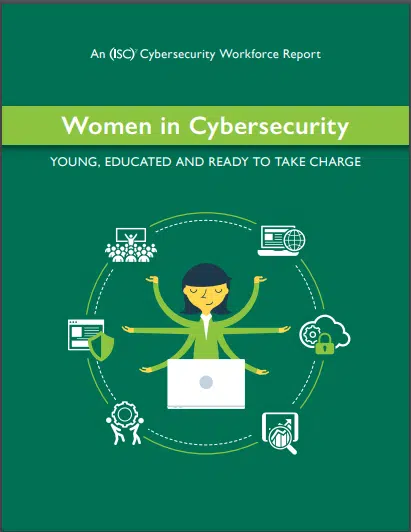 An (ISC)² Cybersecurity Workforce Report
Women in Cybersecurity
YOUNG, EDUCATED AND READY TO TAKE CHARGE